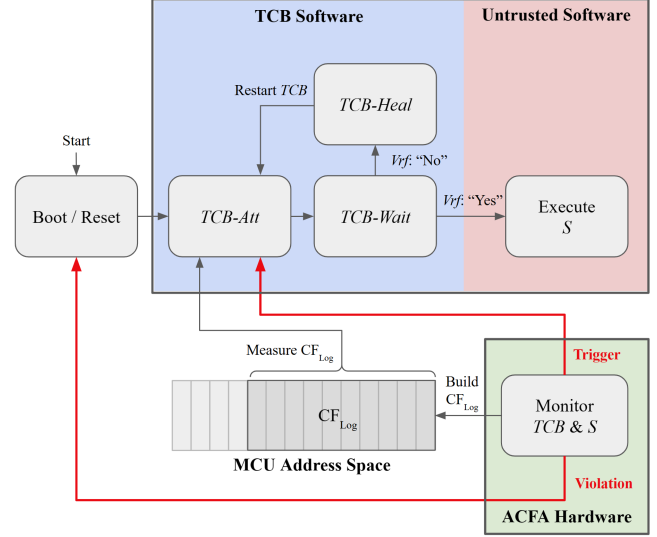 TCB Software
Untrusted Software
Restart TCB
TCB-Heal
Start
Vrf: “No”
Vrf: “Yes”
Boot / Reset
TCB-Att
TCB-Wait
Execute
S
Measure CFLog
Trigger
Build
CFLog
CFLog
Monitor
TCB & S
MCU Address Space
Violation
ACFA Hardware